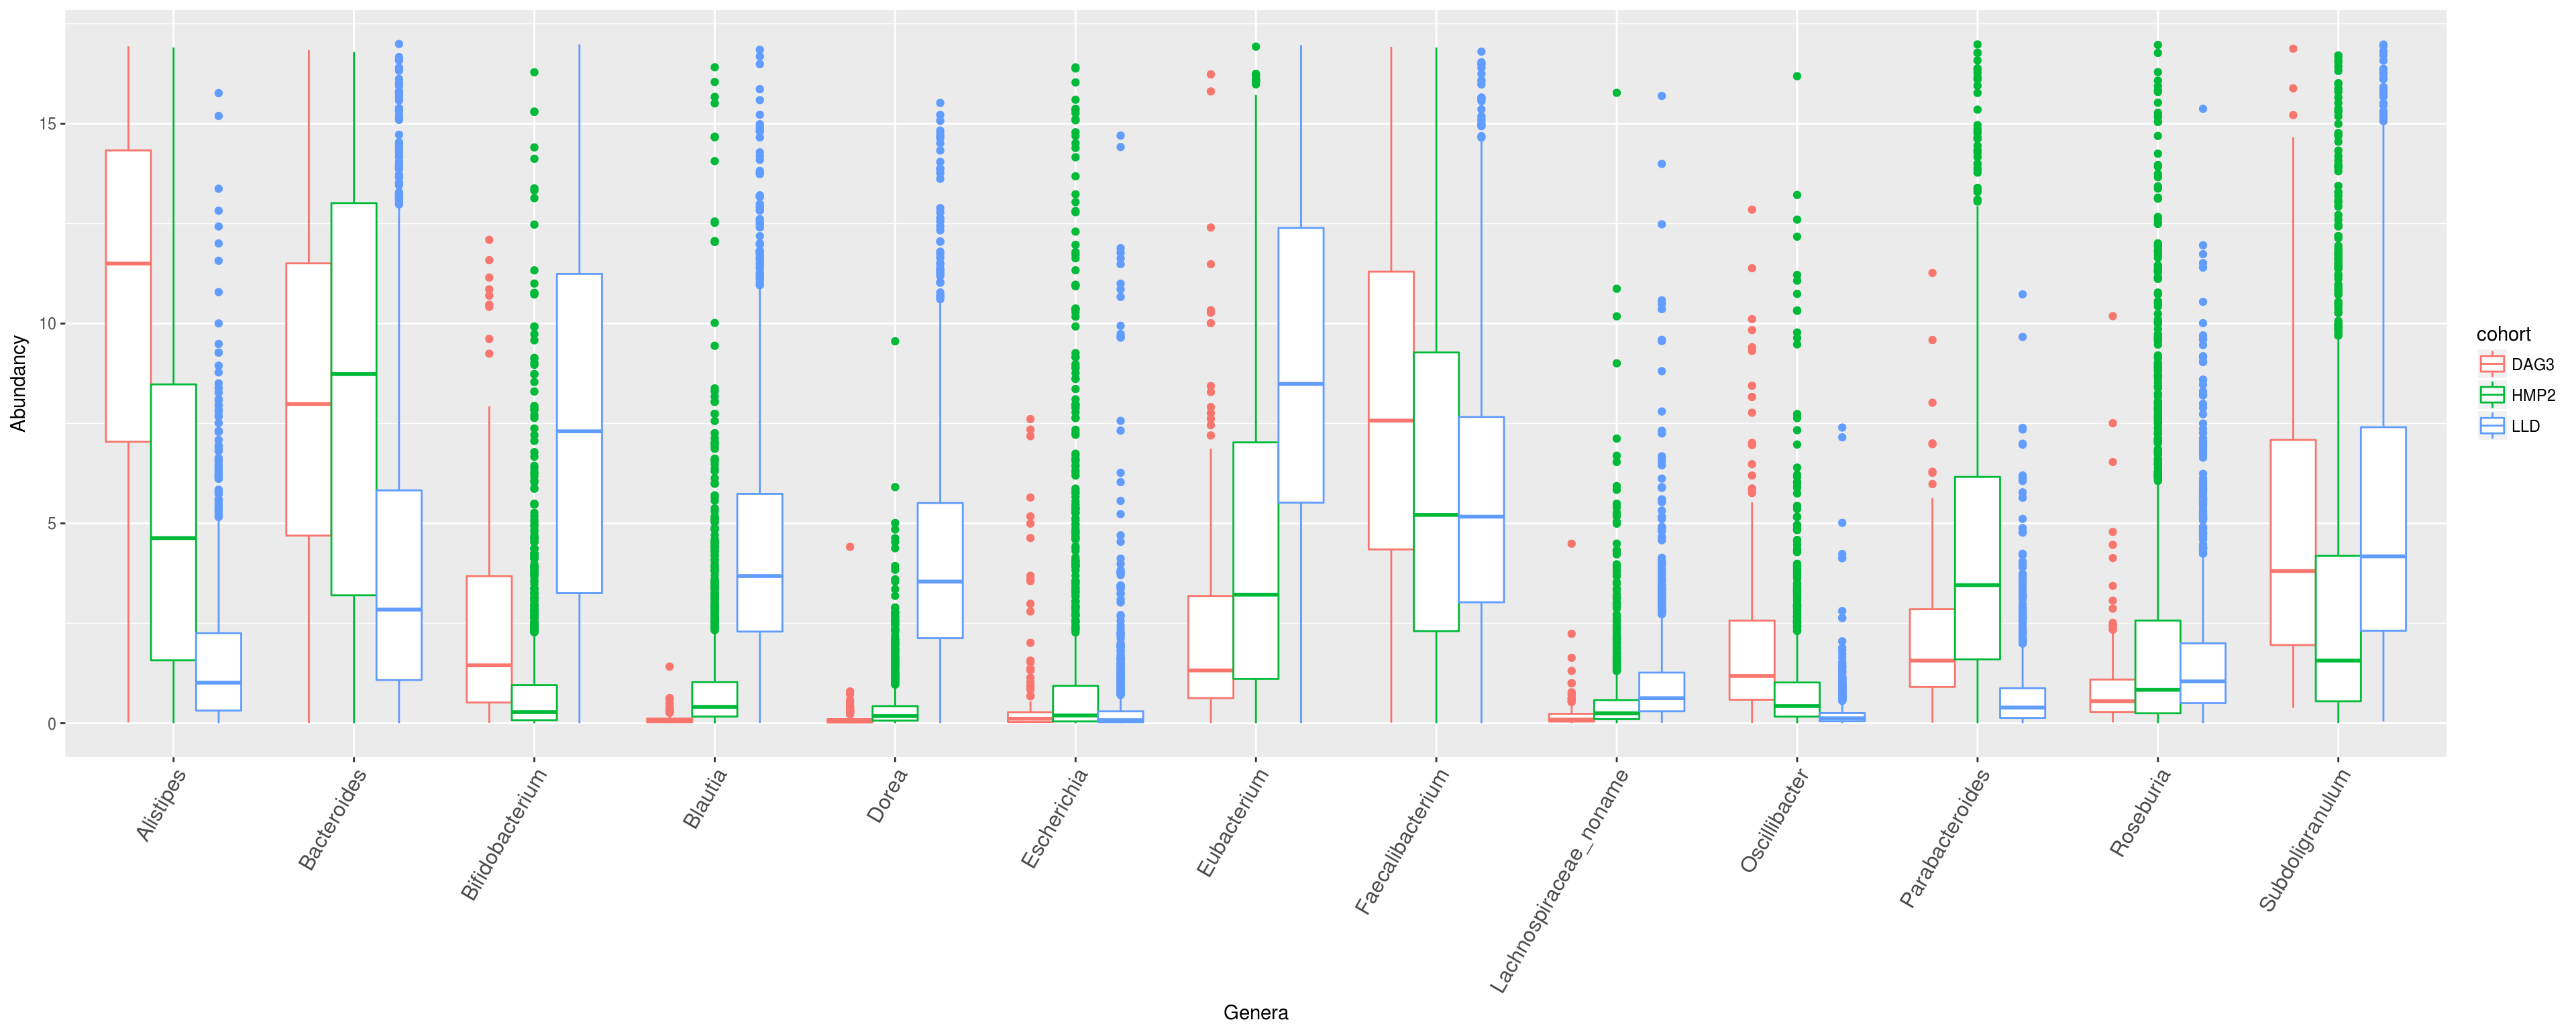 Abundancy
15
10
5
0
Alistipes
Bacteroides
Bifidobacterium
Blautia
Dorea
Escherichia
Eubacterium
Faecalibacterium
Lachnospiraceae_noname
Oscillibacter
Parabacteroides
Roseburia
Subdoligranulum
Genera
cohort
DAG3
HMP2
LLD